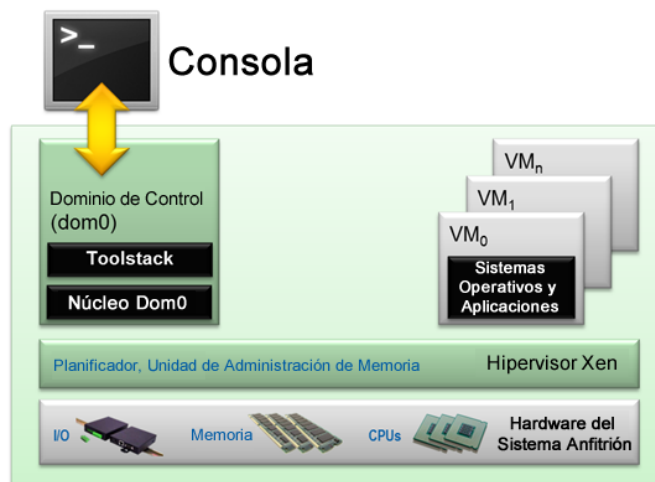 >_
Consola
Dominio de Control
(dom0)
Toolstack
Núcleo Dom0
VMn
VM1
VM0
Sistemas
Operativos y
Aplicaciones
Planificador, Unidad de Administración de Memoria
Hipervisor Xen
I/O
Memoria
CPUs
Hardware del
Sistema Anfitrión